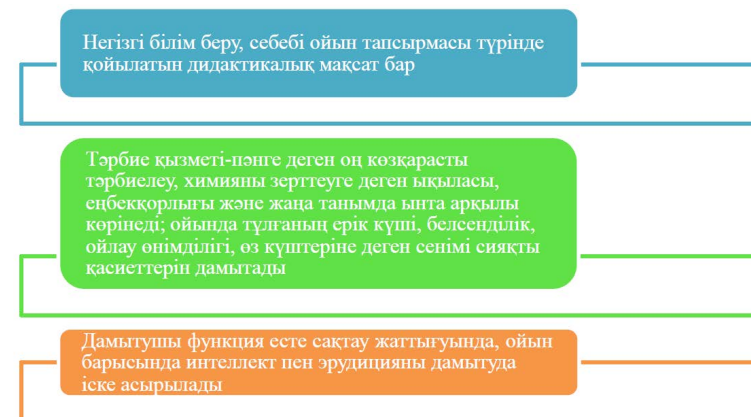 Негізгі білім беру, себебі ойын тапсырмасы түрінде
қойылатын дидактикалық мақсат бар
Тәрбие қызметі-пәнге деген оң көзқарасты
тәрбиелеу, химияны зерттеуге деген ықыласы,
еңбекқорлығы және жаңа танымда ынта арқылы
көрінеді; ойында тұлғаның ерік күші, белсенділік,
ойлау өнімділігі, өз күштеріне деген сенімі сияқты
қасиеттерін дамытады
Дамытушы функция есте сақтау жаттығуында, ойын
барысында интеллект пен эрудицияны дамытуда
іске асырылады